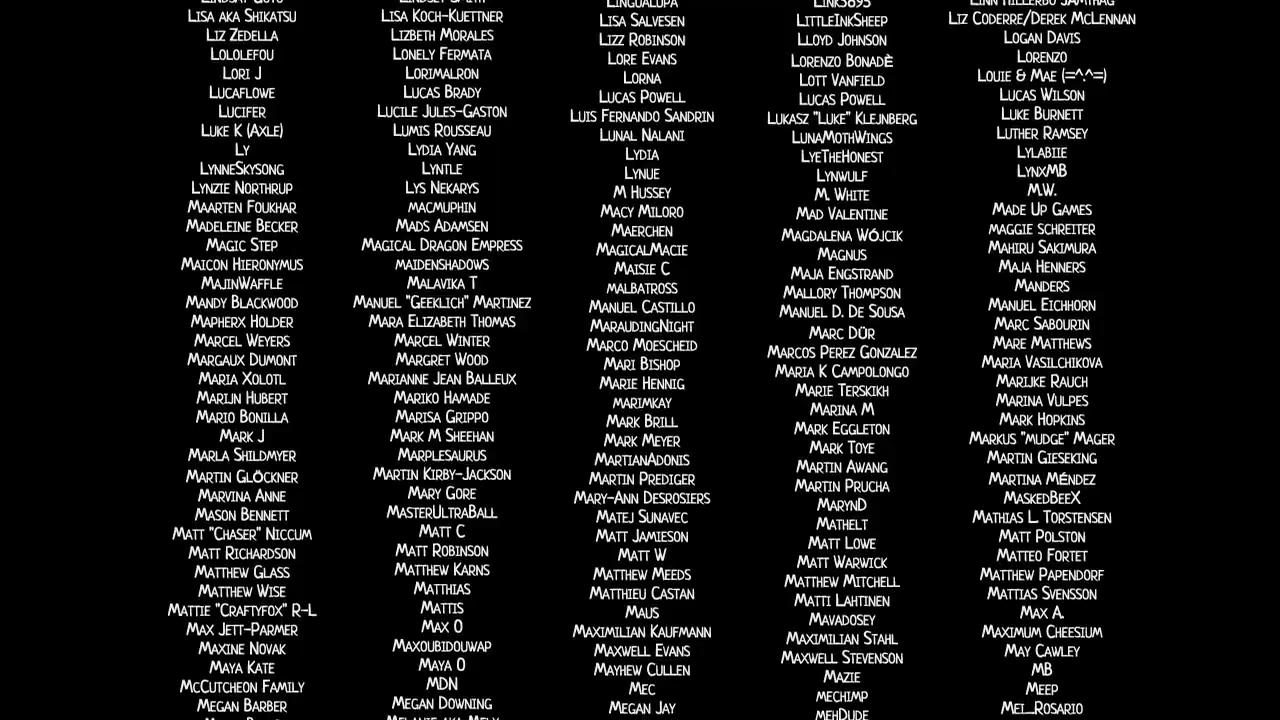 Lingualupa
Lisa aka Shikatsu Lisa Koch-Kuettner Lisa Salvesen LittleInkSheep Liz Coderre/Derek McLennan
Liz Zedella Lizbeth Morales Lizz Robinson Lloyd Johnson Logan Davis
Lololefou Lonely Fermata Lore Evans Lorenzo Bonadè Lorenzo
Lori J Lorimalron Lorna Lott Vanfield Louie & Mae (=^.^=)
Lucaflowe Lucas Brady Lucas Powell Lucas Powell Lucas Wilson
Lucifer Lucile Jules-Gaston Luis Fernando Sandrin Lukasz "Luke" Klejnberg Luke Burnett
Luke K (Axle) Lumis Rousseau Lunal Nalani LunaMothWings Luther Ramsey
Ly Lydia Yang Lydia LyeTheHonest Lylabiie
LynneSkysong Lyntle Lynue Lynwulf LynxMB
Lynzie Northrup Lys Nekarys M Hussey M. White M.W.
Maarten Foukhar macmuphin Macy Miloro Mad Valentine Made Up Games
Madeleine Becker Mads Adamsen Maerchen Magdalena Wójcik maggie schreiter
Magic Step Magical Dragon Empress MagicalMacie Magnus Mahiru Sakimura
Maicon Hieronymus maidenshadows Maisie C Maja Engstrand Maja Henners
MajinWaffle Malavika T malbatross Mallory Thompson Manders
Mandy Blackwood Manuel "Geeklich" Martinez Manuel Castillo Manuel D. De Sousa Manuel Eichhorn
Mapherx Holder Mara Elizabeth Thomas MaraudingNight Marc Dür Marc Sabourin
Marcel Weyers Marcel Winter Marco Moescheid Marcos Perez Gonzalez Mare Matthews
Margaux Dumont Margret Wood Mari Bishop Maria K Campolongo Maria Vasilchikova
Maria Xolotl Marianne Jean Balleux Marie Hennig Marie Terskikh Marijke Rauch
Marijn Hubert Mariko Hamade marimkay Marina M Marina Vulpes
Mario Bonilla Marisa Grippo Mark Brill Mark Eggleton Mark Hopkins
Mark J Mark M Sheehan Mark Meyer Mark Toye Markus "mudge" Mager
Marla Shildmyer Marplesaurus MartianAdonis Martin Awang Martin Gieseking
Martin Glöckner Martin Kirby-Jackson Martin Prediger Martin Prucha Martina Méndez
Marvina Anne Mary Gore Mary-Ann Desrosiers MarynD MaskedBeeX
Mason Bennett MasterUltraBall Matej Sunavec Mathelt Mathias L. Torstensen
Matt "Chaser" Niccum Matt C Matt Jamieson Matt Lowe Matt Polston
Matt Richardson Matt Robinson Matt W Matt Warwick Matteo Fortet
Matthew Glass Matthew Karns Matthew Meeds Matthew Mitchell Matthew Papendorf
Matthew Wise Matthias Matthieu Castan Matti Lahtinen Mattias Svensson
Mattie "Craftyfox" R-L Mattis Maus Mavadosey Max A.
Max Jett-Parmer Max O Maximilian Kaufmann Maximilian Stahl Maximum Cheesium
Maxine Novak Maxoubidouwap Maxwell Evans Maxwell Stevenson May Cawley
Maya Kate Maya O Mayhew Cullen Mazie MB
McCutcheon Family MDN Mec mechimp Meep
Megan Barber Megan Downing Megan Jay mehDude Mei_Rosario
Melanie aka Mely